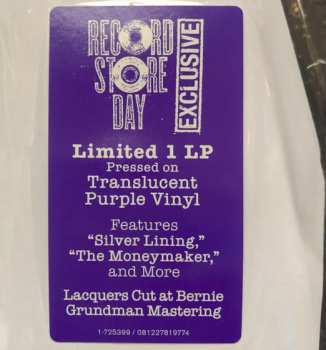 RECORD
STORE
DAY
EXCLUSIVE
Limited 1 LP
Pressed on
Translucent
Purple Vinyl
Features
“Silver Lining,”
“The Moneymaker,”
and More
Lacquers Cut at Bernie
Grundman Mastering
1-725399 / 081227819774